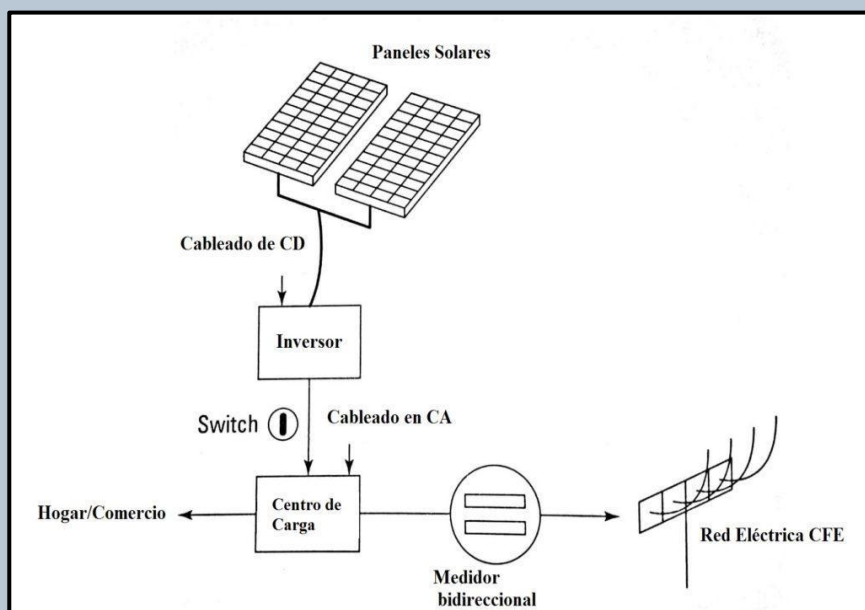 Paneles Solares
Cableado de CD
Inversor
Switch
Cableado en CA
Centro de
Carga
Hogar/Comercio
Medidor
bidireccional
Red Eléctrica CFE